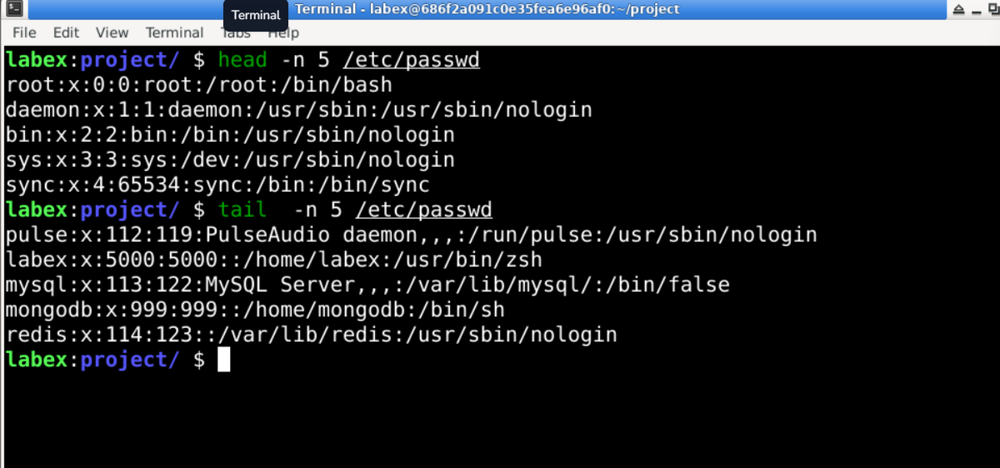 Terminal - labex@686f2a091c0e35fea6e96af0:~/project
Terminal
File Edit View Terminal Tabs Help
labex:project/ $ head -n 5 /etc/passwd
root:x:0:0:root:/root:/bin/bash
daemon:x:1:1:daemon:/usr/sbin:/usr/sbin/nologin
bin:x:2:2:bin:/bin:/usr/sbin/nologin
sys:x:3:3:sys:/dev:/usr/sbin/nologin
sync:x:4:65534:sync:/bin:/bin/sync
labex:project/ $ tail  -n 5 /etc/passwd
pulse:x:112:119:PulseAudio daemon,,,:/run/pulse:/usr/sbin/nologin
labex:x:5000:5000::/home/labex:/usr/bin/zsh
mysql:x:113:122:MySQL Server,,,:/var/lib/mysql/:/bin/false
mongodb:x:999:999::/home/mongodb:/bin/sh
redis:x:114:123::/var/lib/redis:/usr/sbin/nologin
labex:project/ $